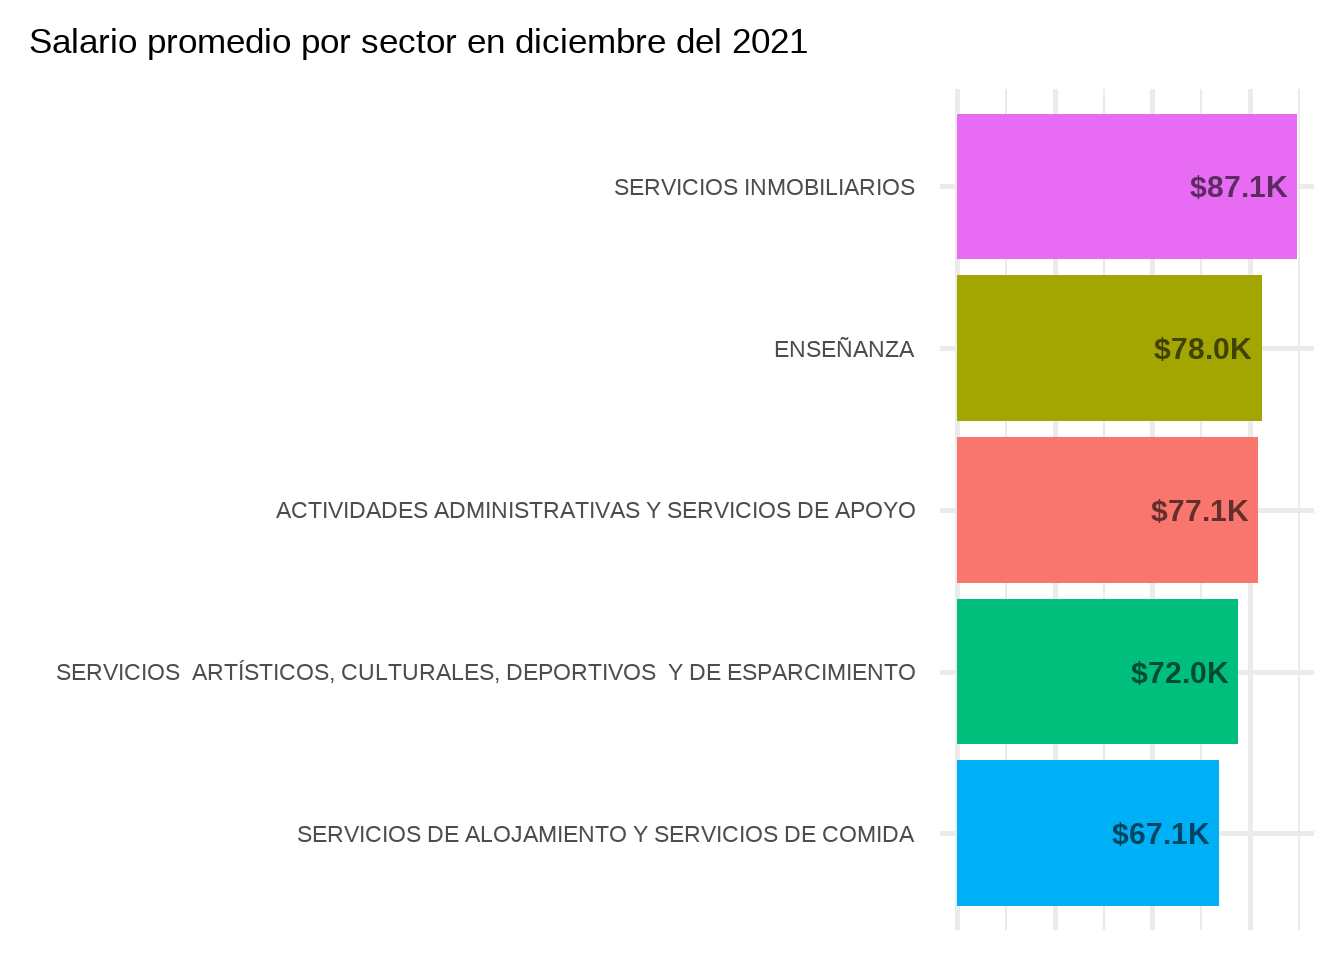 Salario promedio por sector en diciembre del 2021
SERVICIOS INMOBILIARIOS
$87.1K
ENSEÑANZA
$78.0K
ACTIVIDADES ADMINISTRATIVAS Y SERVICIOS DE APOYO
$77.1K
SERVICIOS  ARTÍSTICOS, CULTURALES, DEPORTIVOS  Y DE ESPARCIMIENTO
$72.0K
SERVICIOS DE ALOJAMIENTO Y SERVICIOS DE COMIDA
$67.1K